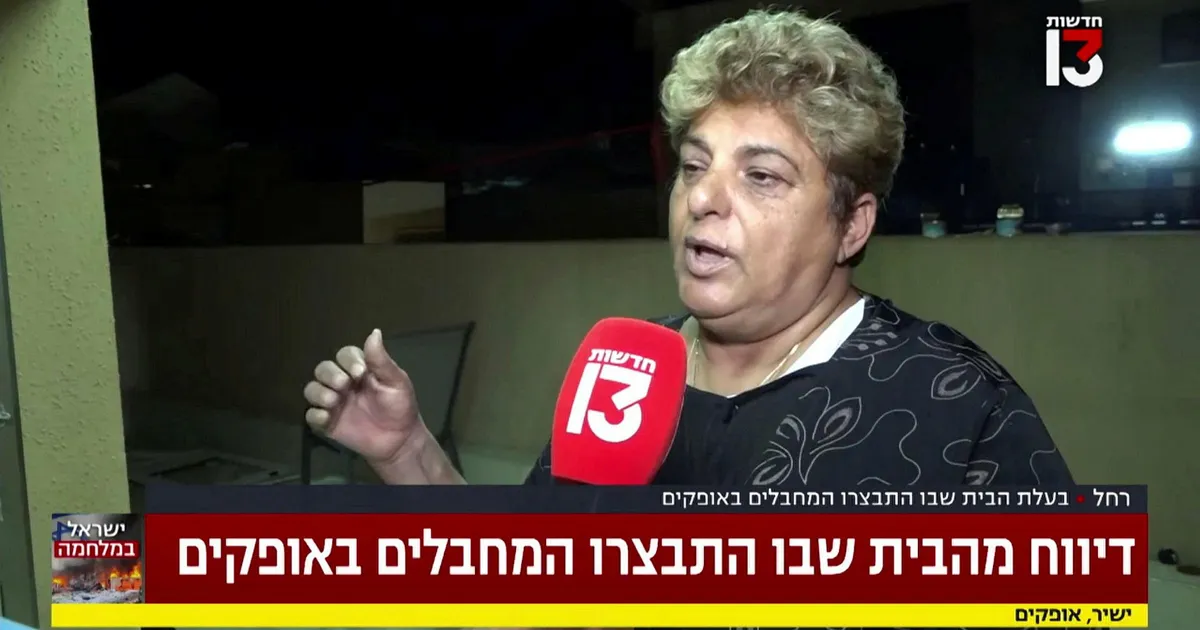 חדשות
13
חדשות
13
רחל • בעלת הבית שבו התבצרו המחבלים באופקים
ישראל
במלחמה
דיווח מהבית שבו התבצרו המחבלים באופקים
ישיר, אופקים